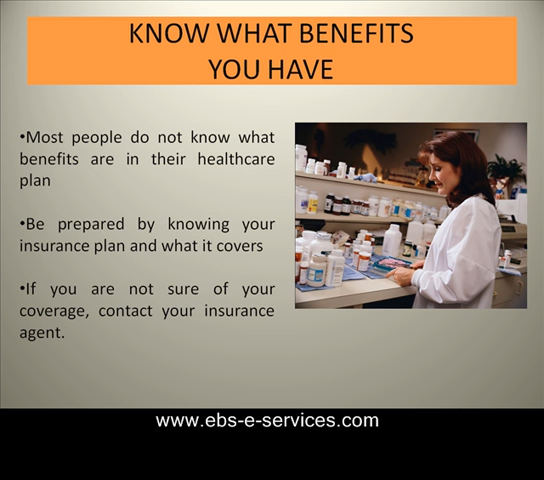 KNOW WHAT BENEFITS
YOU HAVE
•Most people do not know what
benefits are in their healthcare
plan
•Be prepared by knowing your
insurance plan and what it covers
•If you are not sure of your
coverage, contact your insurance
agent.
www.ebs-e-services.com